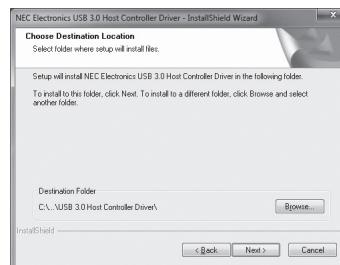 NEC Electronics USB 3.0 Host Controller Driver - InstallShield Wizard
x
Choose Destination Location
Select folder where setup will install files.
Setup will install NEC Electronics USB 3.0 Host Controller Driver in the following folder.
To install to this folder, click Next. To install to a different folder, click Browse and select
another folder.
Destination Folder
C:\...\USB 3.0 Host Controller Driver\
Browse...
InstallShield
< Back
Next >
Cancel